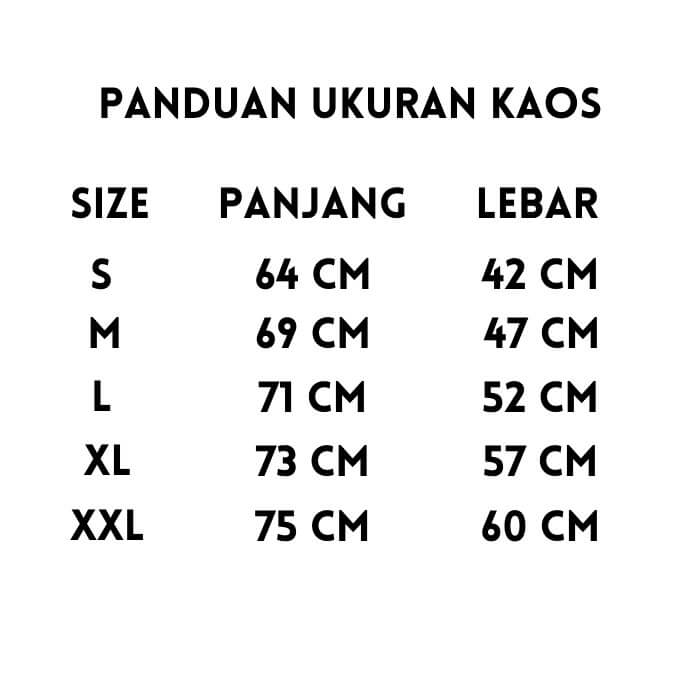 PANDUAN UKURAN KAOS
SIZE PANJANG LEBAR
S 64 CM 42 CM
M 69 CM 47 CM
L 71 CM 52 CM
XL 73 CM 57 CM
XXL 75 CM 60 CM